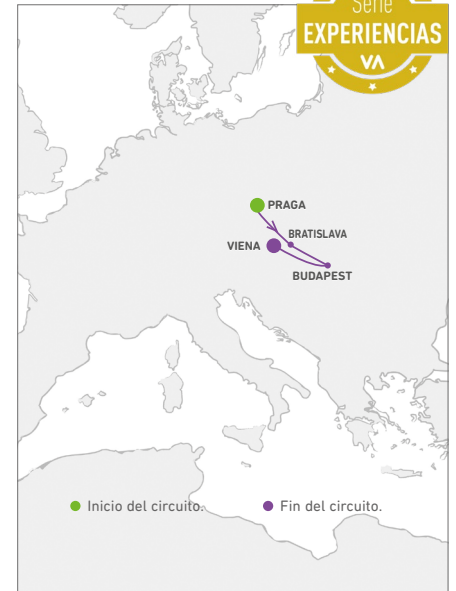 Serie
EXPERIENCIAS
VA
PRAGA
BRATISLAVA
VIENA
BUDAPEST
Inicio del circuito.
Fin del circuito.